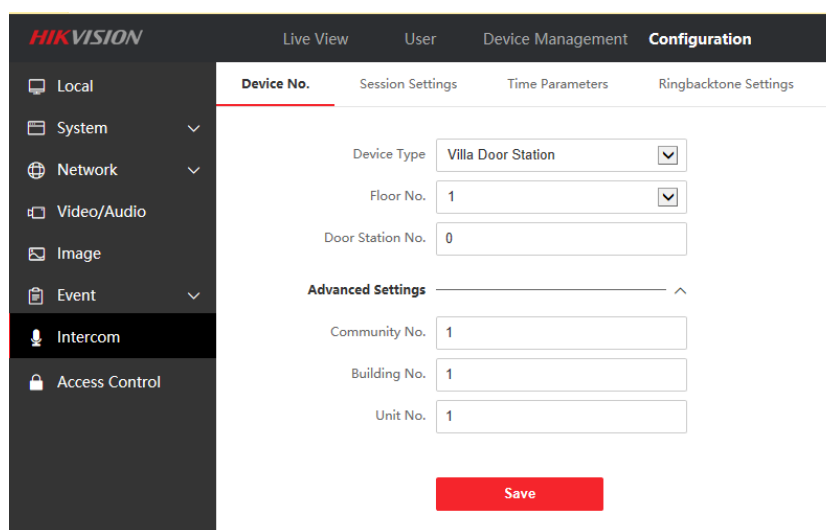 HIKVISION
Live View User Device Management Configuration
Local
System
Network
Video/Audio
Image
Event
Intercom
Access Control
Device No. Session Settings Time Parameters Ringbacktone Settings
Device Type Villa Door Station
Floor No. 1
Door Station No. 0
Advanced Settings
Community No. 1
Building No. 1
Unit No. 1
Save